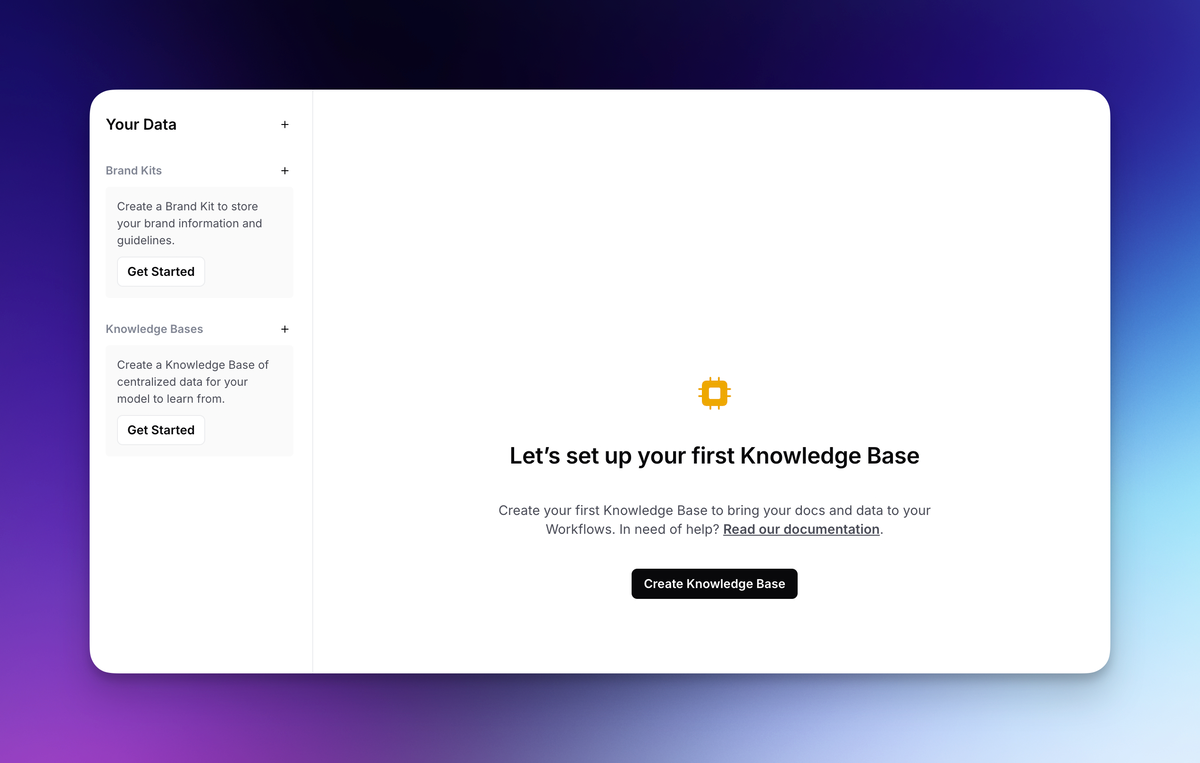 Your Data
+
Brand Kits
+
Create a Brand Kit to store
your brand information and
guidelines.
Get Started
Knowledge Bases
+
Create a Knowledge Base of
centralized data for your
model to learn from.
Get Started
Let’s set up your first Knowledge Base
Create your first Knowledge Base to bring your docs and data to your
Workflows. In need of help? Read our documentation.
Create Knowledge Base